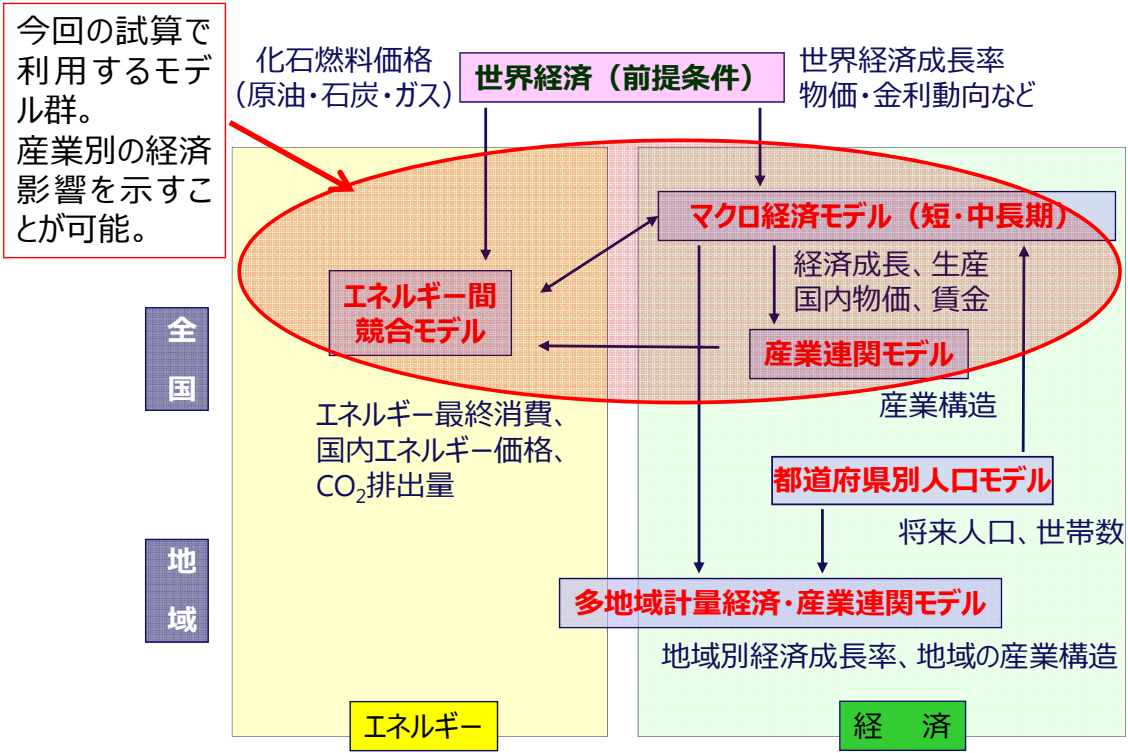 今回の試算で
利用するモデ
ル群。
産業別の経済
影響を示すこ
とが可能。
化石燃料価格
（原油・石炭・ガス）
世界経済（前提条件）
世界経済成長率
物価・金利動向など
マクロ経済モデル（短・中長期）
経済成長、生産
国内物価、賃金
エネルギー間
競合モデル
産業連関モデル
産業構造
全
国
エネルギー最終消費、
国内エネルギー価格、
CO2排出量
都道府県別人口モデル
将来人口、世帯数
地
域
多地域計量経済・産業連関モデル
地域別経済成長率、地域の産業構造
エネルギー
経　済